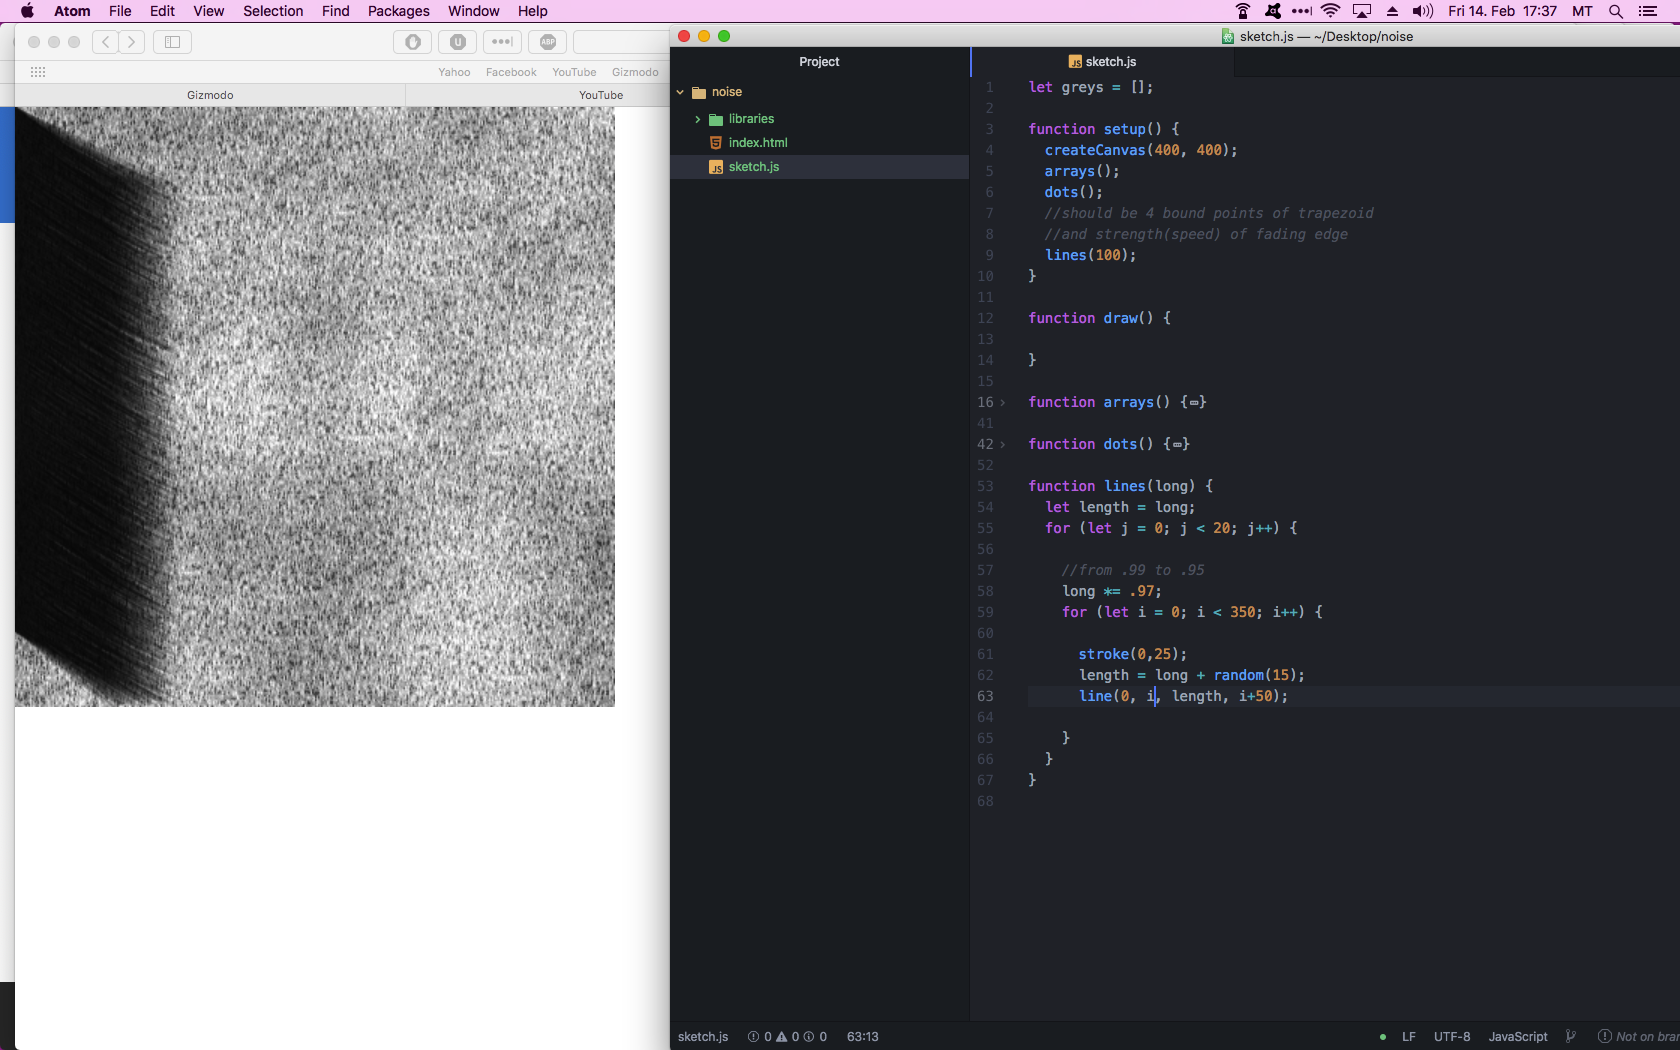 Atom File Edit View Selection Find Packages Window Help Fri 14. Feb 17:37 MT
U ABP
Yahoo Facebook YouTube Gizmodo
Gizmodo YouTube
sketch.js — ~/Desktop/noise
Project
noise
libraries
index.html
sketch.js
sketch.js
1 let greys = [];
2
3 function setup() {
4 createCanvas(400, 400);
5 arrays();
6 dots();
7 //should be 4 bound points of trapezoid
8 //and strength(speed) of fading edge
9 lines(100);
10 }
11
12 function draw() {
13
14 }
15
16 function arrays() {…}
41
42 function dots() {…}
52
53 function lines(long) {
54 let length = long;
55 for (let j = 0; j < 20; j++) {
56
57 //from .99 to .95
58 long *= .97;
59 for (let i = 0; i < 350; i++) {
60
61 stroke(0,25);
62 length = long + random(15);
63 line(0, i, length, i+50);
64
65 }
66 }
67 }
68
sketch.js 0 0 0 63:13 LF UTF-8 JavaScript Not on bran